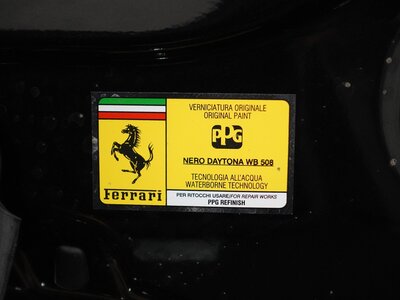 VERNICIATURA ORIGINALE
ORIGINAL PAINT
PPG
NERO DAYTONA WB 508
TECNOLOGIA ALL'ACQUA
WATERBORNE TECHNOLOGY
Ferrari
PER RITOCCHI USARE/FOR REPAIR WORKS
PPG REFINISH